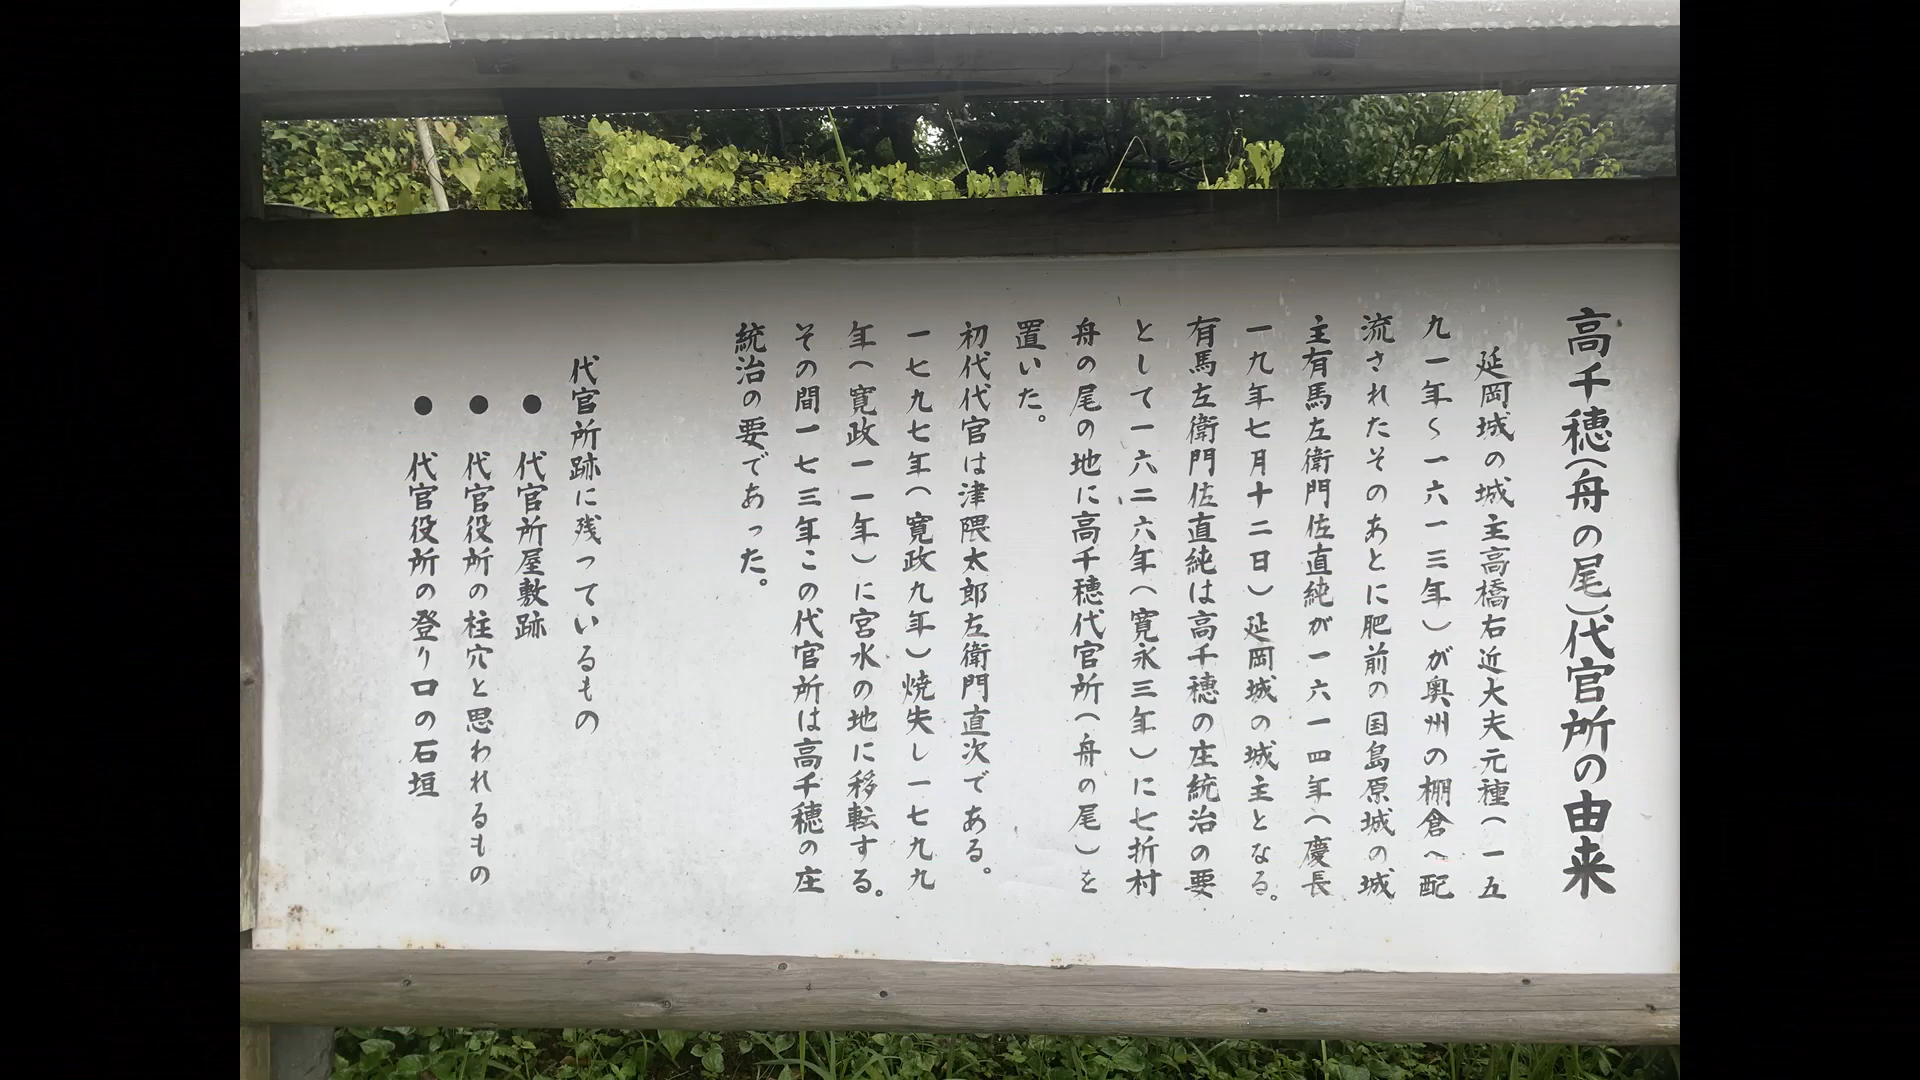 高千穂（舟の尾）代官所の由来
延岡城の城主高橋右近大夫元種（一五
九一年〜一六一三年）が奥州の棚倉へ配
流されたそのあとに肥前の国島原城の城
主有馬左衛門佐直純が一六一四年（慶長
一九年七月十二日）延岡城の城主となる。
有馬左衛門佐直純は高千穂の庄統治の要
として一六二六年（寛永三年）に七折村
舟の尾の地に高千穂代官所（舟の尾）を
置いた。
初代代官は津隈太郎左衛門直次である。
一七九七年（寛政九年）焼失し一七九九
年（寛政一一年）に宮水の地に移転する。
その間一七三年この代官所は高千穂の庄
統治の要であった。
代官所跡に残っているもの
● 代官所屋敷跡
● 代官役所の柱穴と思われるもの
● 代官役所の登り口の石垣